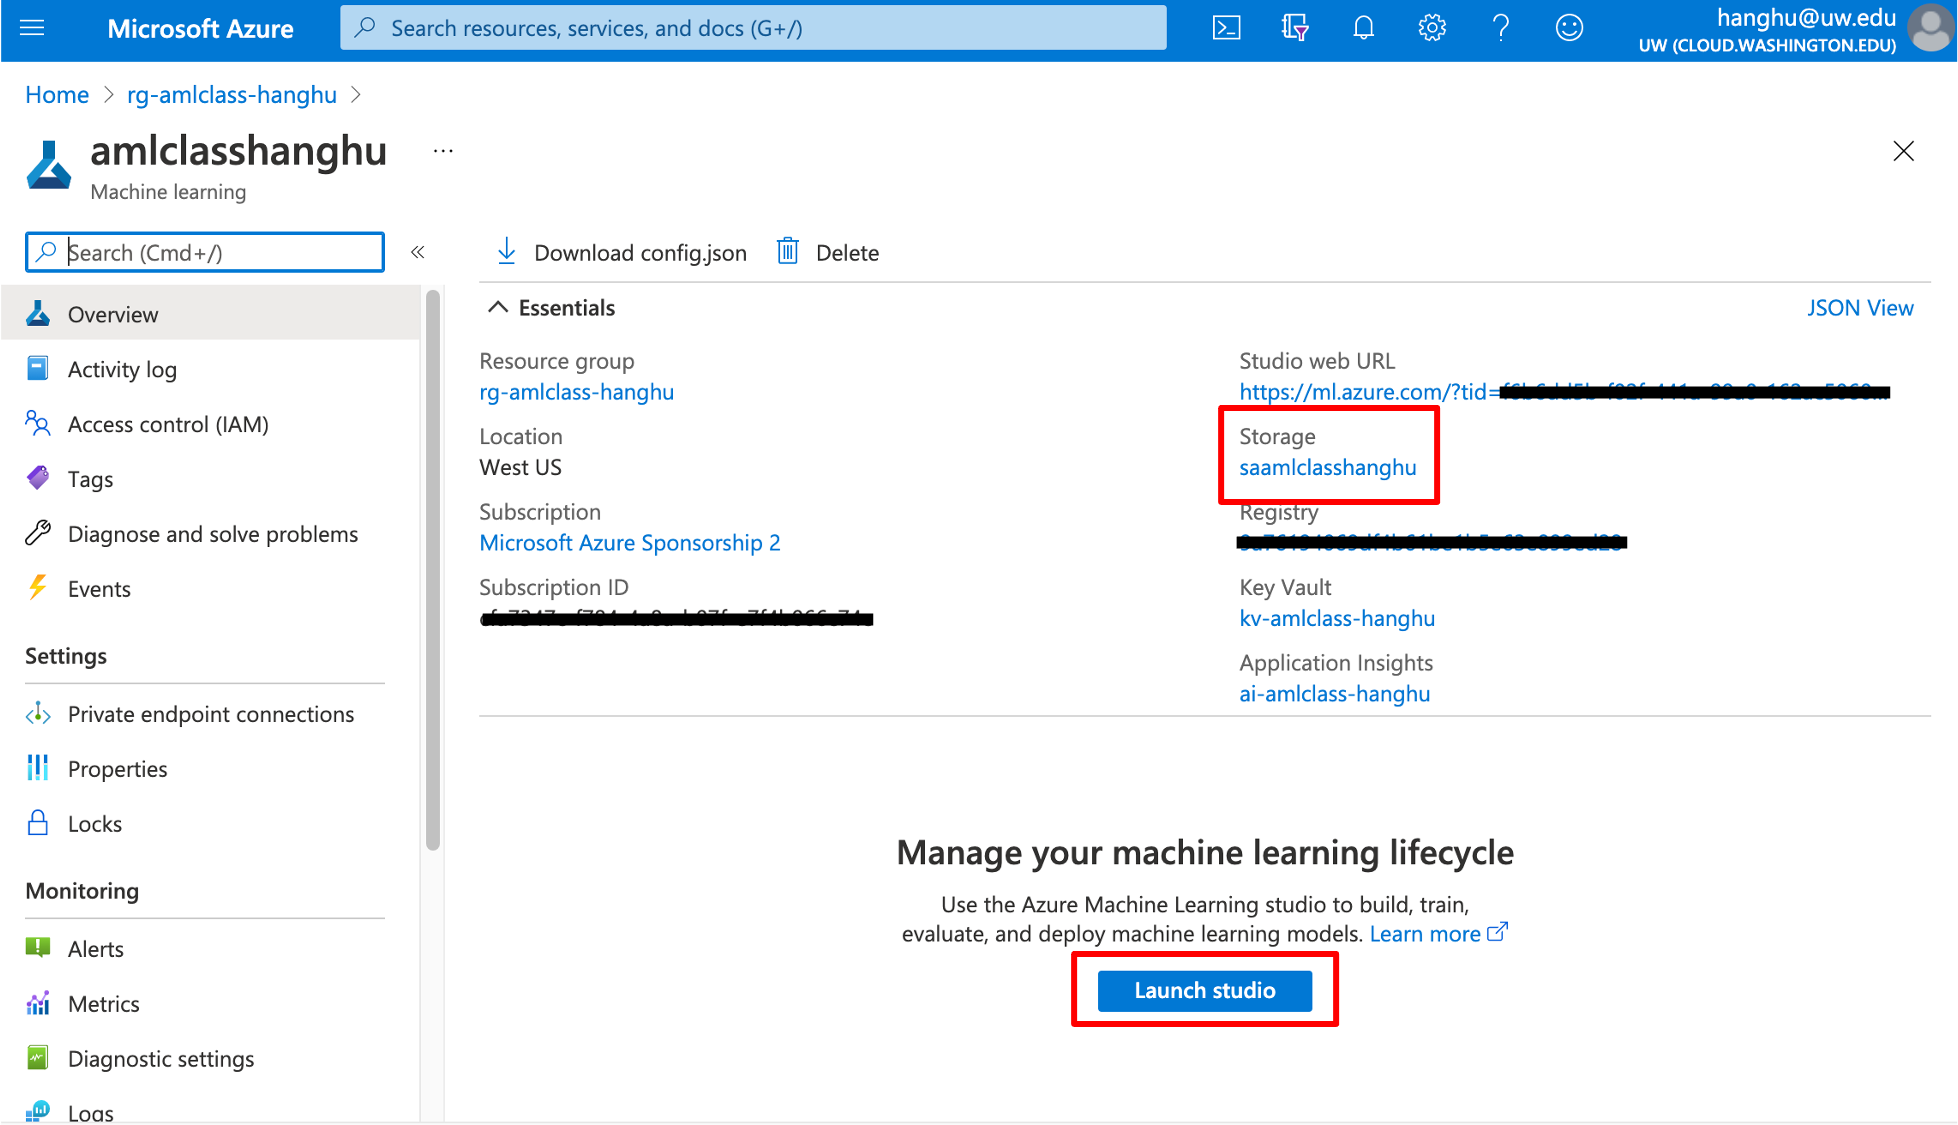 Microsoft Azure
Search resources, services, and docs (G+/)
hanghu@uw.edu
UW (CLOUD.WASHINGTON.EDU)
Home > rg-amlclass-hanghu >
amlclasshanghu ...
Machine learning
Search (Cmd+/)
«
Download config.json
Delete
Overview
Activity log
Access control (IAM)
Tags
Diagnose and solve problems
Events
Settings
Private endpoint connections
Properties
Locks
Monitoring
Alerts
Metrics
Diagnostic settings
Logs
Essentials
JSON View
Resource group
rg-amlclass-hanghu
Location
West US
Subscription
Microsoft Azure Sponsorship 2
Subscription ID
Studio web URL
https://ml.azure.com/?tid=
Storage
saamlclasshanghu
Registry
Key Vault
kv-amlclass-hanghu
Application Insights
ai-amlclass-hanghu
Manage your machine learning lifecycle
Use the Azure Machine Learning studio to build, train,
evaluate, and deploy machine learning models. Learn more
Launch studio